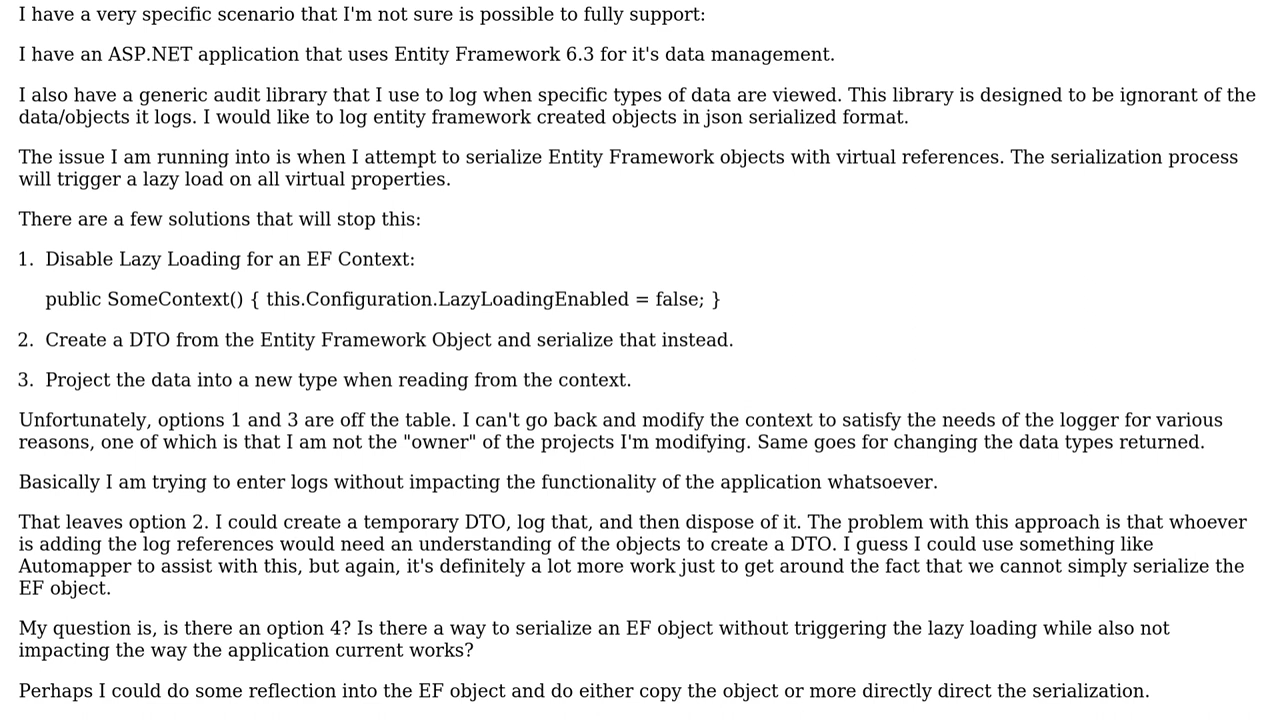 I have a very specific scenario that I'm not sure is possible to fully support:
I have an ASP.NET application that uses Entity Framework 6.3 for it's data management.
I also have a generic audit library that I use to log when specific types of data are viewed. This library is designed to be ignorant of the
data/objects it logs. I would like to log entity framework created objects in json serialized format.
The issue I am running into is when I attempt to serialize Entity Framework objects with virtual references. The serialization process
will trigger a lazy load on all virtual properties.
There are a few solutions that will stop this:
1. Disable Lazy Loading for an EF Context:
public SomeContext() { this.Configuration.LazyLoadingEnabled = false; }
2. Create a DTO from the Entity Framework Object and serialize that instead.
3. Project the data into a new type when reading from the context.
Unfortunately, options 1 and 3 are off the table. I can't go back and modify the context to satisfy the needs of the logger for various
reasons, one of which is that I am not the "owner" of the projects I'm modifying. Same goes for changing the data types returned.
Basically I am trying to enter logs without impacting the functionality of the application whatsoever.
That leaves option 2. I could create a temporary DTO, log that, and then dispose of it. The problem with this approach is that whoever
is adding the log references would need an understanding of the objects to create a DTO. I guess I could use something like
Automapper to assist with this, but again, it's definitely a lot more work just to get around the fact that we cannot simply serialize the
EF object.
My question is, is there an option 4? Is there a way to serialize an EF object without triggering the lazy loading while also not
impacting the way the application current works?
Perhaps I could do some reflection into the EF object and do either copy the object or more directly direct the serialization.